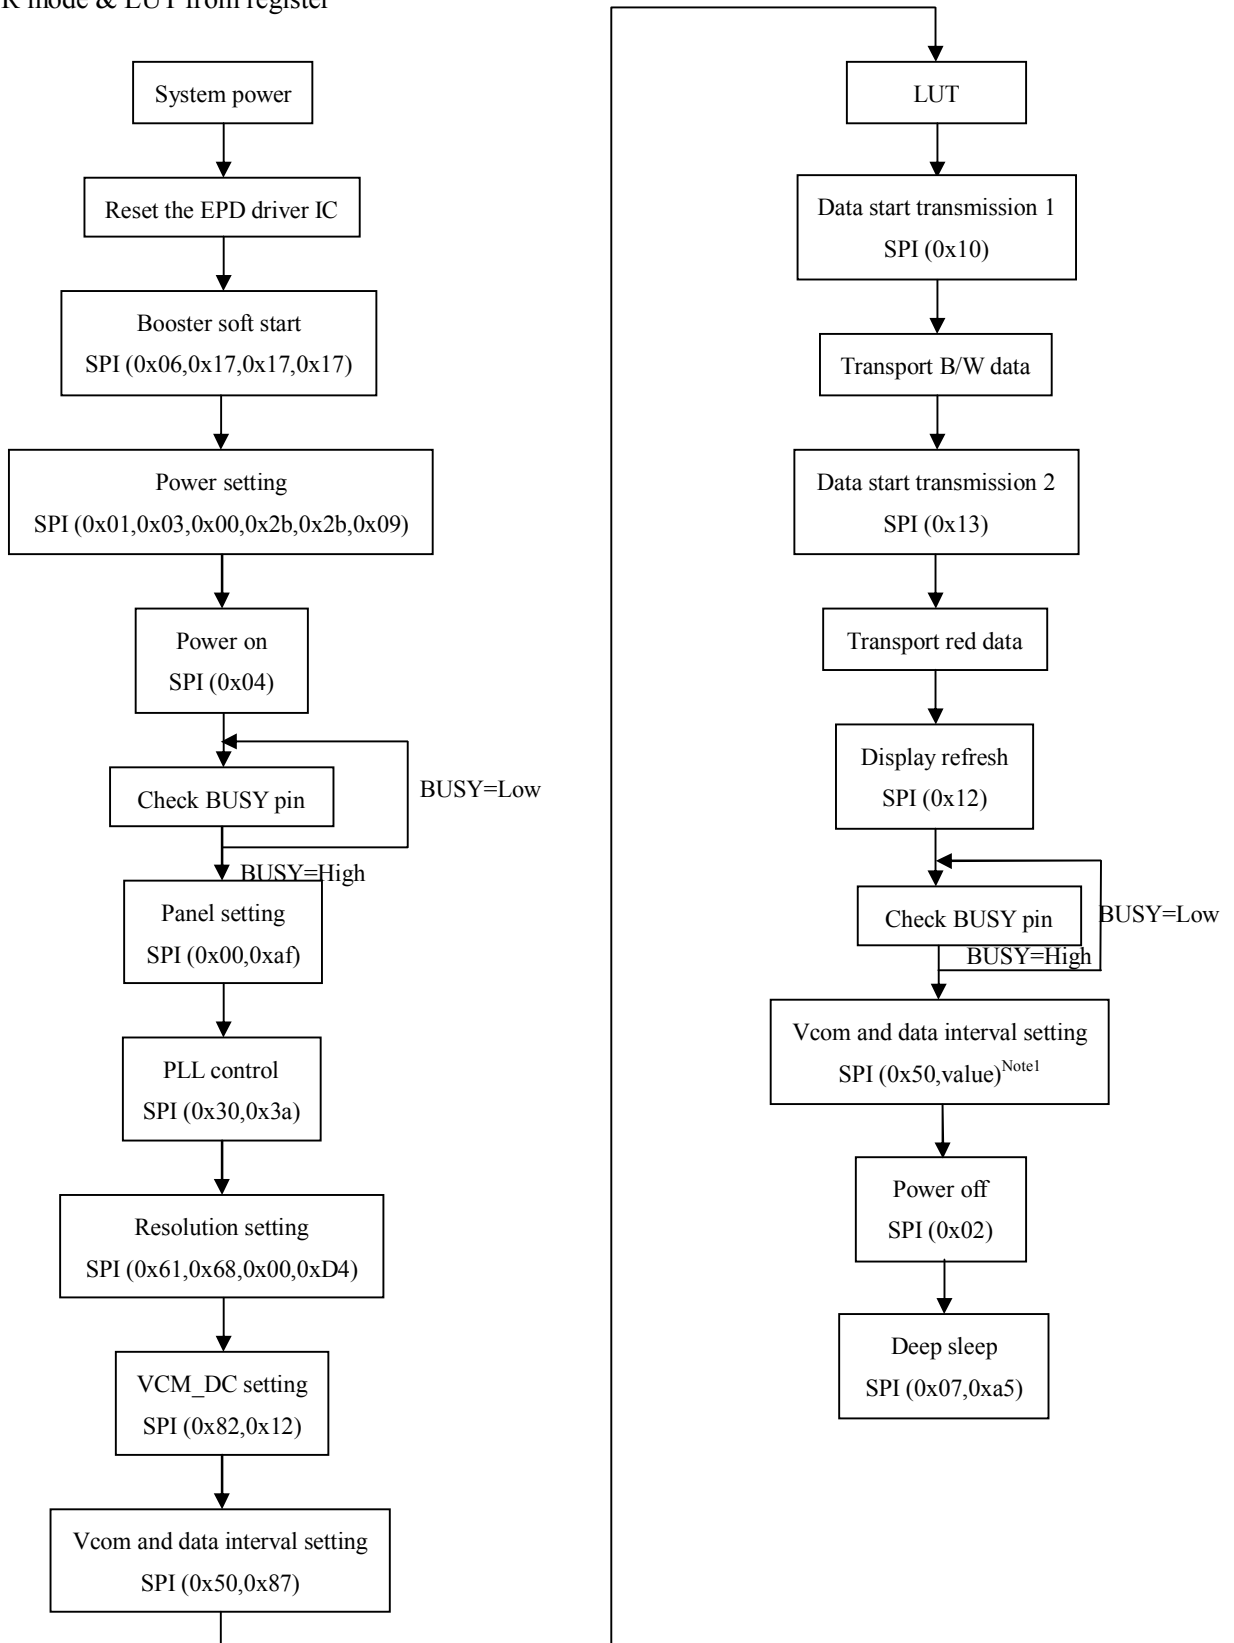 R mode & LUT from register
System power
Reset the EPD driver IC
Booster soft start
SPI (0x06,0x17,0x17,0x17)
Power setting
SPI (0x01,0x03,0x00,0x2b,0x2b,0x09)
Power on
SPI (0x04)
Check BUSY pin
BUSY=Low
BUSY=High
Panel setting
SPI (0x00,0xaf)
PLL control
SPI (0x30,0x3a)
Resolution setting
SPI (0x61,0x68,0x00,0xD4)
VCM_DC setting
SPI (0x82,0x12)
Vcom and data interval setting
SPI (0x50,0x87)
LUT
Data start transmission 1
SPI (0x10)
Transport B/W data
Data start transmission 2
SPI (0x13)
Transport red data
Display refresh
SPI (0x12)
Check BUSY pin
BUSY=Low
BUSY=High
Vcom and data interval setting
SPI (0x50,value)Note1
Power off
SPI (0x02)
Deep sleep
SPI (0x07,0xa5)